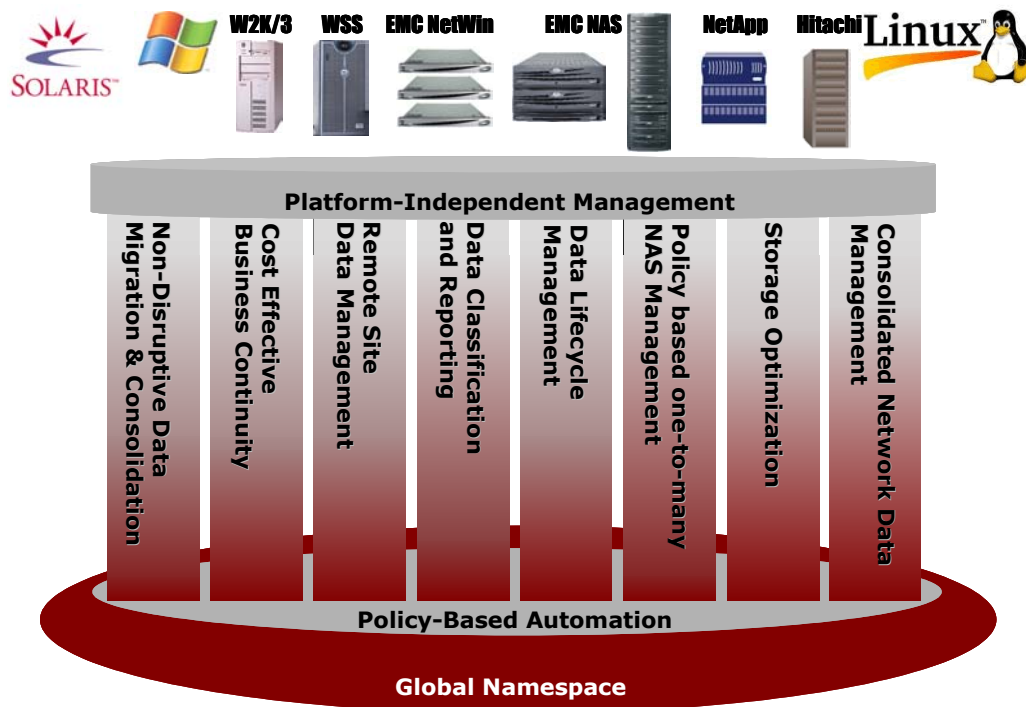 W2K/3
WSS
EMC NetWin
EMC NAS
NetApp
Hitachi
SOLARIS™
Linux™
Platform-Independent Management
Non-Disruptive Data
Migration & Consolidation
Cost Effective
Business Continuity
Remote Site
Data Management
Data Classification
and Reporting
Data Lifecycle
Management
Policy based one-to-many
NAS Management
Storage Optimization
Consolidated Network Data
Management
Policy-Based Automation
Global Namespace